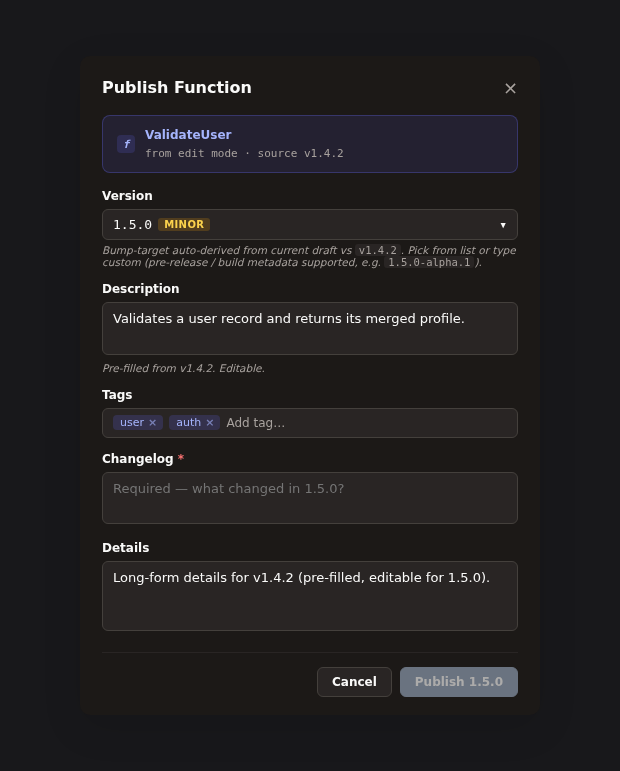 Publish Function ×
f ValidateUser
from edit mode · source v1.4.2
Version
1.5.0 MINOR ▾
Bump-target auto-derived from current draft vs v1.4.2. Pick from list or type
custom (pre-release / build metadata supported, e.g. 1.5.0-alpha.1).
Description
Validates a user record and returns its merged profile.
Pre-filled from v1.4.2. Editable.
Tags
user × auth × Add tag...
Changelog *
Required — what changed in 1.5.0?
Details
Long-form details for v1.4.2 (pre-filled, editable for 1.5.0).
Cancel Publish 1.5.0